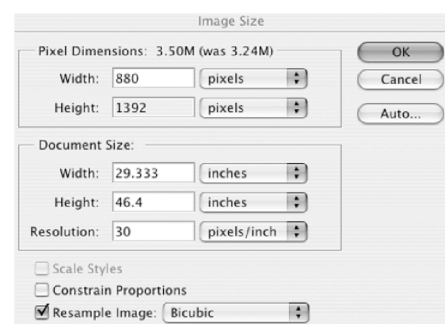 Image Size
Pixel Dimensions: 3.50M (was 3.24M)
OK
Width: 880 pixels
Cancel
Height: 1392 pixels
Auto...
Document Size:
Width: 29.333 inches
Height: 46.4 inches
Resolution: 30 pixels/inch
Scale Styles
Constrain Proportions
Resample Image: Bicubic